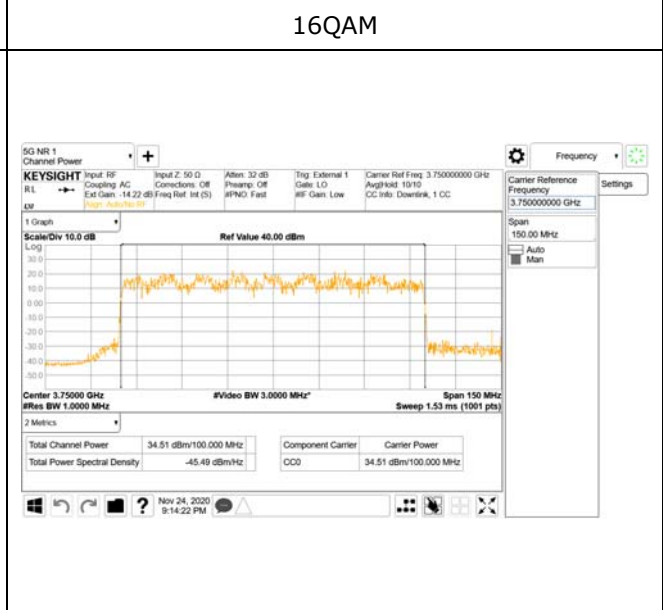 16QAM
5G NR 1
Channel Power
Frequency
KEYSIGHT
Input: RF
Coupling: AC
Ext Gain: -14.22 dB
Align: Auto/No RF
RL
Input Z: 50 Ω
Corrections: Off
Freq Ref: Int (S)
Atten: 32 dB
Preamp: Off
#PNO: Fast
Trig: External 1
Gate: LO
#IF Gain: Low
Carrier Ref Freq: 3.750000000 GHz
Avg|Hold: 10/10
CC Info: Downlink, 1 CC
Carrier Reference
Frequency
3.750000000 GHz
Settings
Span
150.00 MHz
Auto
Man
1 Graph
Scale/Div 10.0 dB
Ref Value 40.00 dBm
Log
30.0
20.0
10.0
0.00
-10.0
-20.0
-30.0
-40.0
-50.0
Center 3.75000 GHz
#Video BW 3.0000 MHz*
Span 150 MHz
#Res BW 1.0000 MHz
Sweep 1.53 ms (1001 pts)
2 Metrics
Total Channel Power 34.51 dBm/100.000 MHz
Total Power Spectral Density -45.49 dBm/Hz
Component Carrier Carrier Power
CC0 34.51 dBm/100.000 MHz
?
Nov 24, 2020
9:14:22 PM